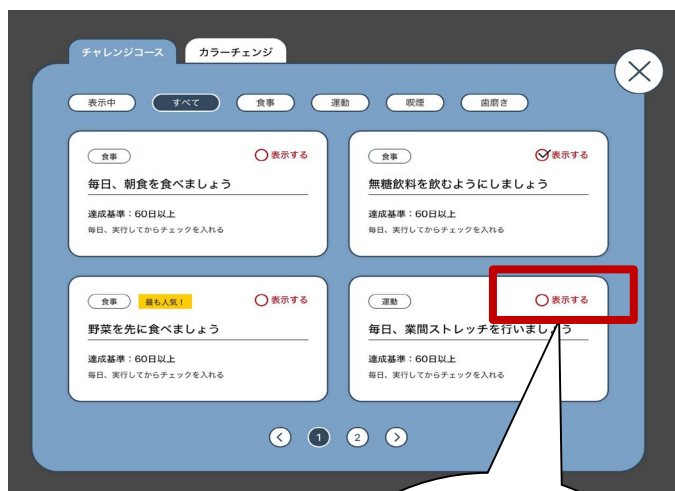 チャレンジコース
カラーチェンジ
表示中 すべて 食事 運動 喫煙 歯磨き
食事 表示する
毎日、朝食を食べましょう
達成基準：60日以上
毎日、実行してからチェックを入れる
食事 表示する
無糖飲料を飲むようにしましょう
達成基準：60日以上
毎日、実行してからチェックを入れる
食事 最も人気！ 表示する
野菜を先に食べましょう
達成基準：60日以上
毎日、実行してからチェックを入れる
運動 表示する
毎日、業間ストレッチを行いましょう
達成基準：60日以上
毎日、実行してからチェックを入れる
1 2